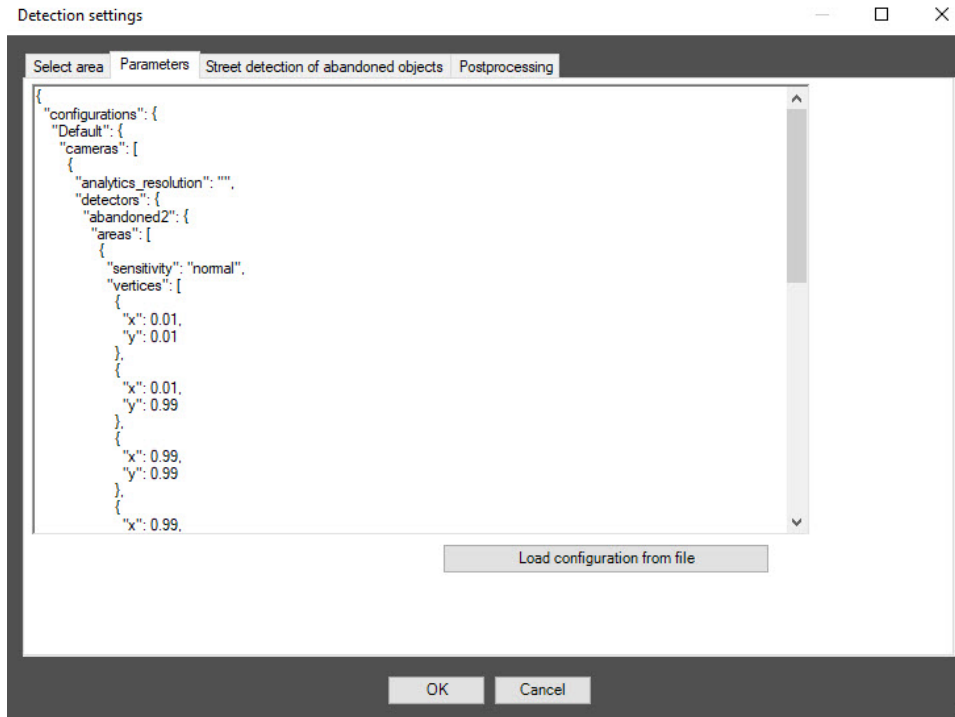 Detection settings
Select area Parameters Street detection of abandoned objects Postprocessing
{
"configurations": {
"Default": {
"cameras": [
{
"analytics_resolution": "",
"detectors": {
"abandoned2": {
"areas": [
{
"sensitivity": "normal",
"vertices": [
{
"x": 0.01,
"y": 0.01
},
{
"x": 0.01,
"y": 0.99
},
{
"x": 0.99,
"y": 0.99
},
{
"x": 0.99,
Load configuration from file
OK Cancel